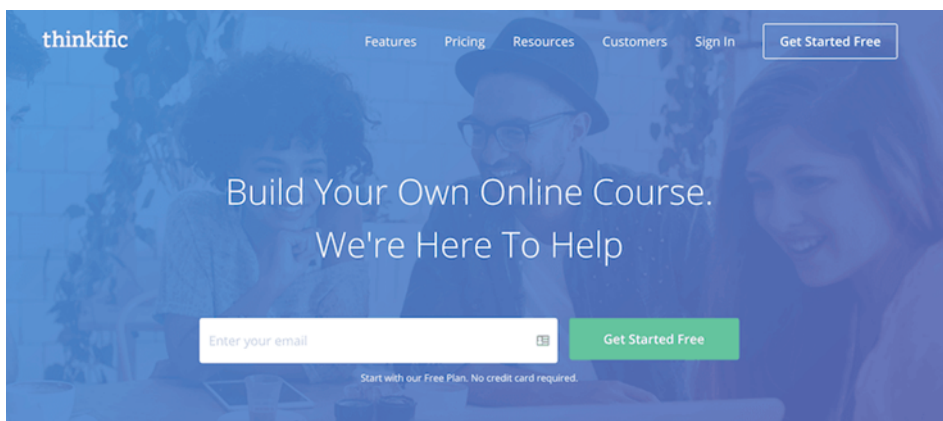 thinkific
Features Pricing Resources Customers Sign In Get Started Free
Build Your Own Online Course.
We're Here To Help
Enter your email
Get Started Free
Start with our Free Plan. No credit card required.